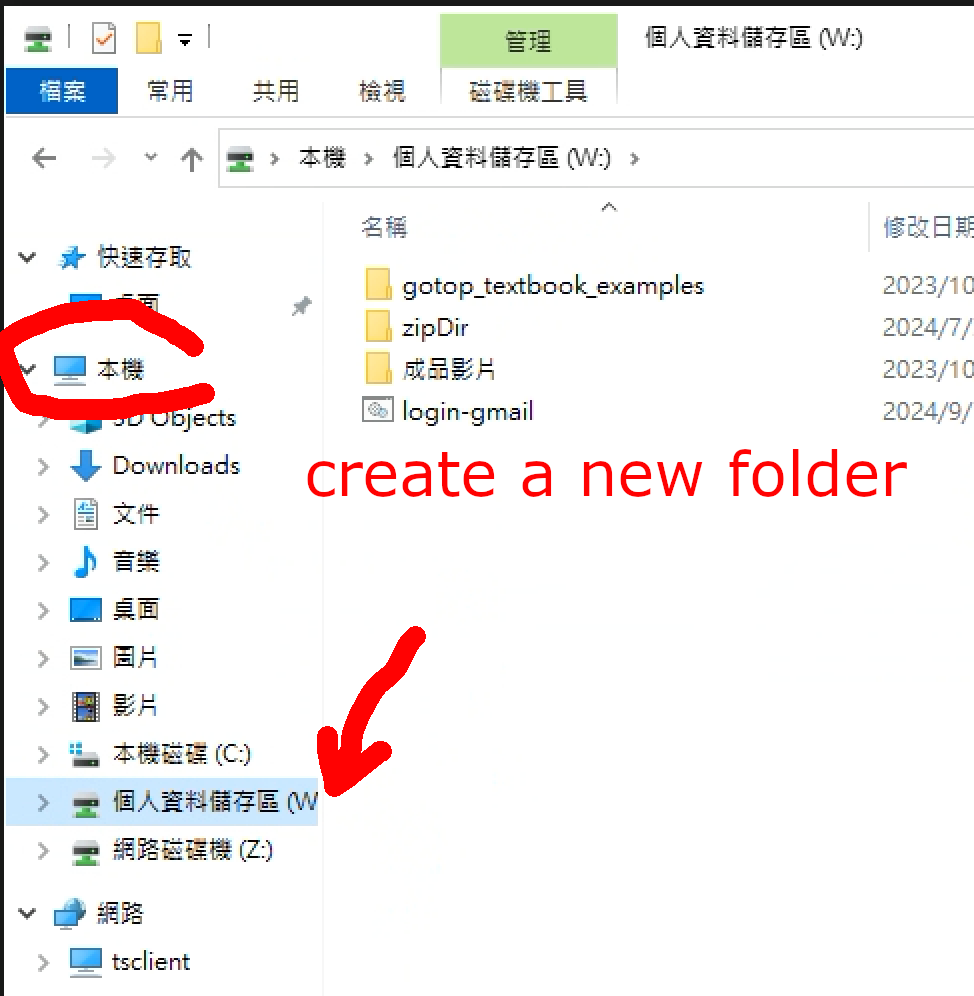 管理
個人資料儲存區 (W:)
檔案 常用 共用 檢視 磁碟機工具
本機 個人資料儲存區 (W:)
名稱 修改日期
快速存取
gotop_textbook_examples 2023/10
桌面
zipDir 2024/7/
本機
成品影片 2023/10
login-gmail 2024/9/
3D Objects
Downloads
create a new folder
文件
音樂
桌面
圖片
影片
本機磁碟 (C:)
個人資料儲存區 (W
網路磁碟機 (Z:)
網路
tsclient